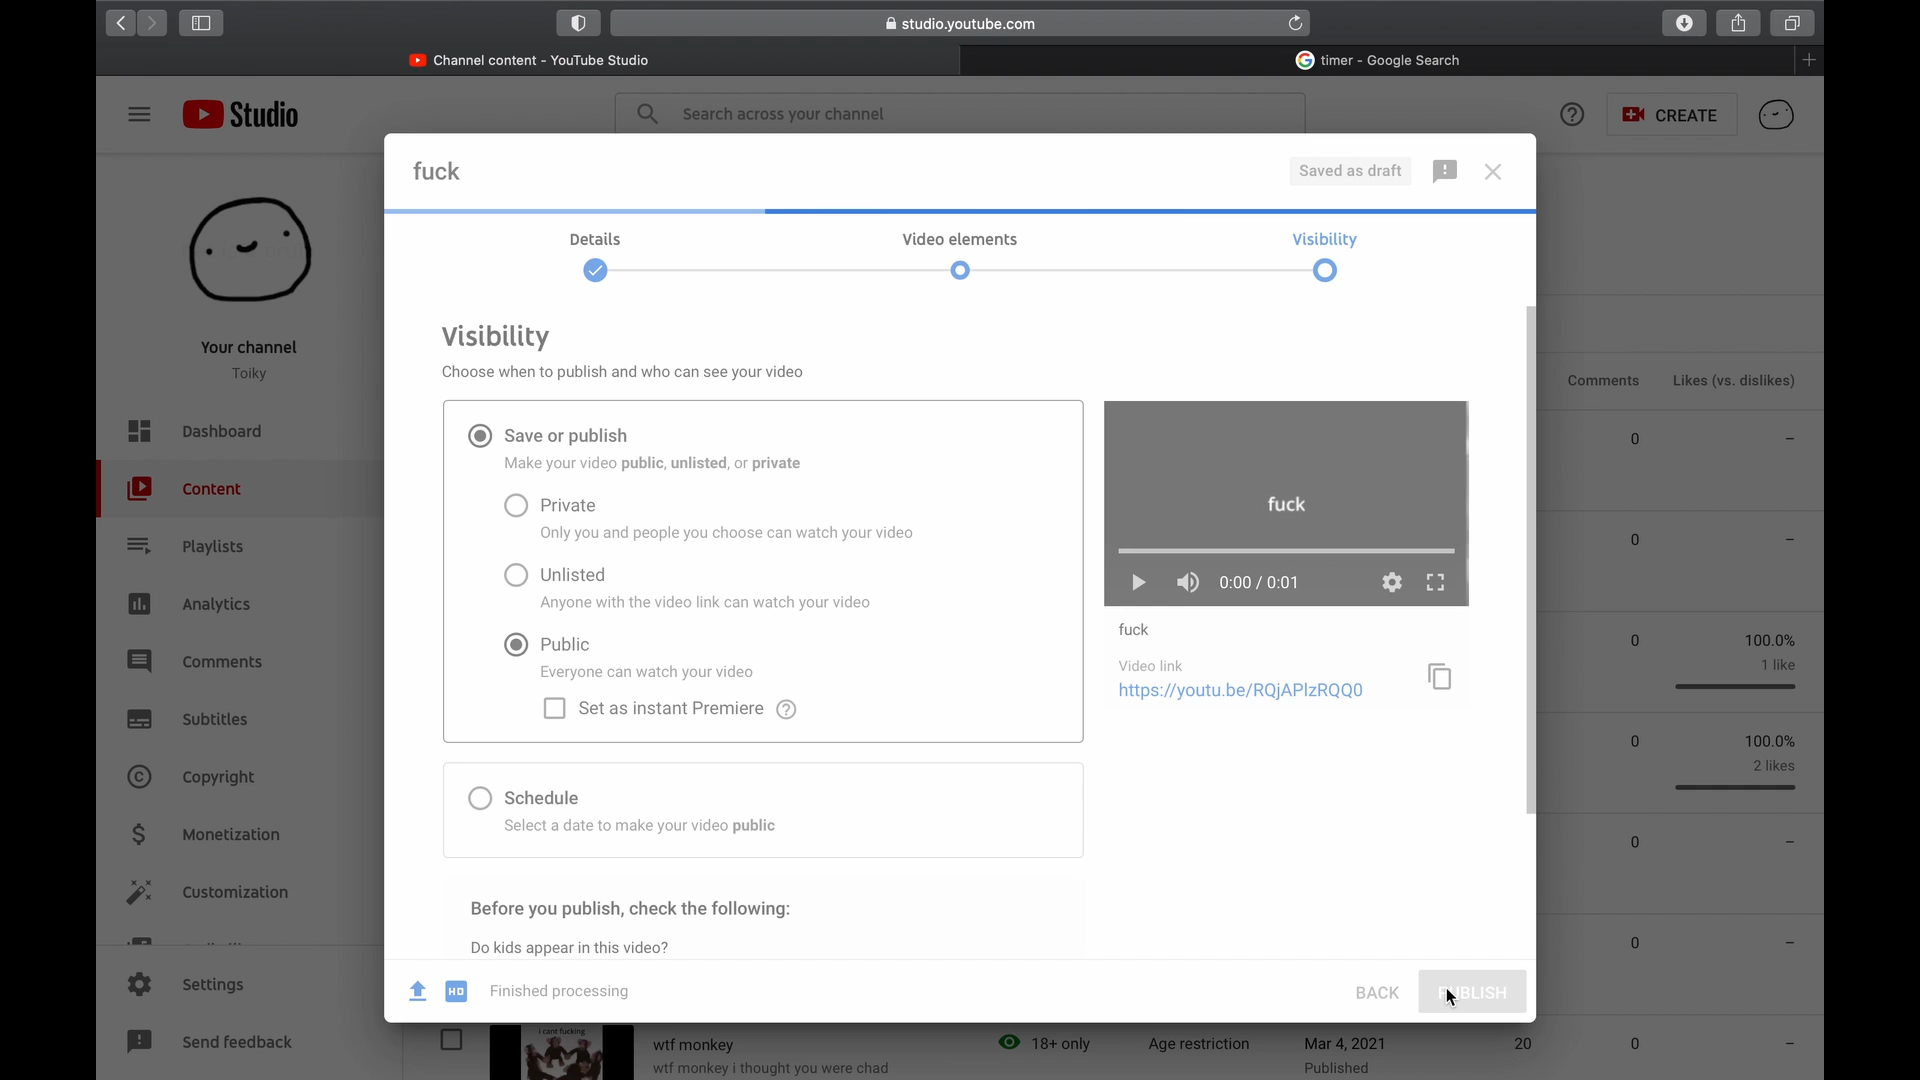 studio.youtube.com
Channel content - YouTube Studio
timer - Google Search
Studio
Search across your channel
CREATE
fuck
Saved as draft
Details
Video elements
Visibility
Your channel
Toiky
Dashboard
Content
Playlists
Analytics
Comments
Subtitles
Copyright
Monetization
Customization
Settings
Send feedback
Visibility
Choose when to publish and who can see your video
Save or publish
Make your video public, unlisted, or private
Private
Only you and people you choose can watch your video
Unlisted
Anyone with the video link can watch your video
Public
Everyone can watch your video
Set as instant Premiere
Schedule
Select a date to make your video public
Before you publish, check the following:
Do kids appear in this video?
fuck
0:00 / 0:01
fuck
Video link
https://youtu.be/RQjAPlzRQQ0
HD
Finished processing
BACK
PUBLISH
Comments
Likes (vs. dislikes)
0 –
0 –
0 100.0%
1 like
0 100.0%
2 likes
0 –
0 –
i cant fucking
wtf monkey
wtf monkey i thought you were chad
18+ only
Age restriction
Mar 4, 2021
Published
20
0 –